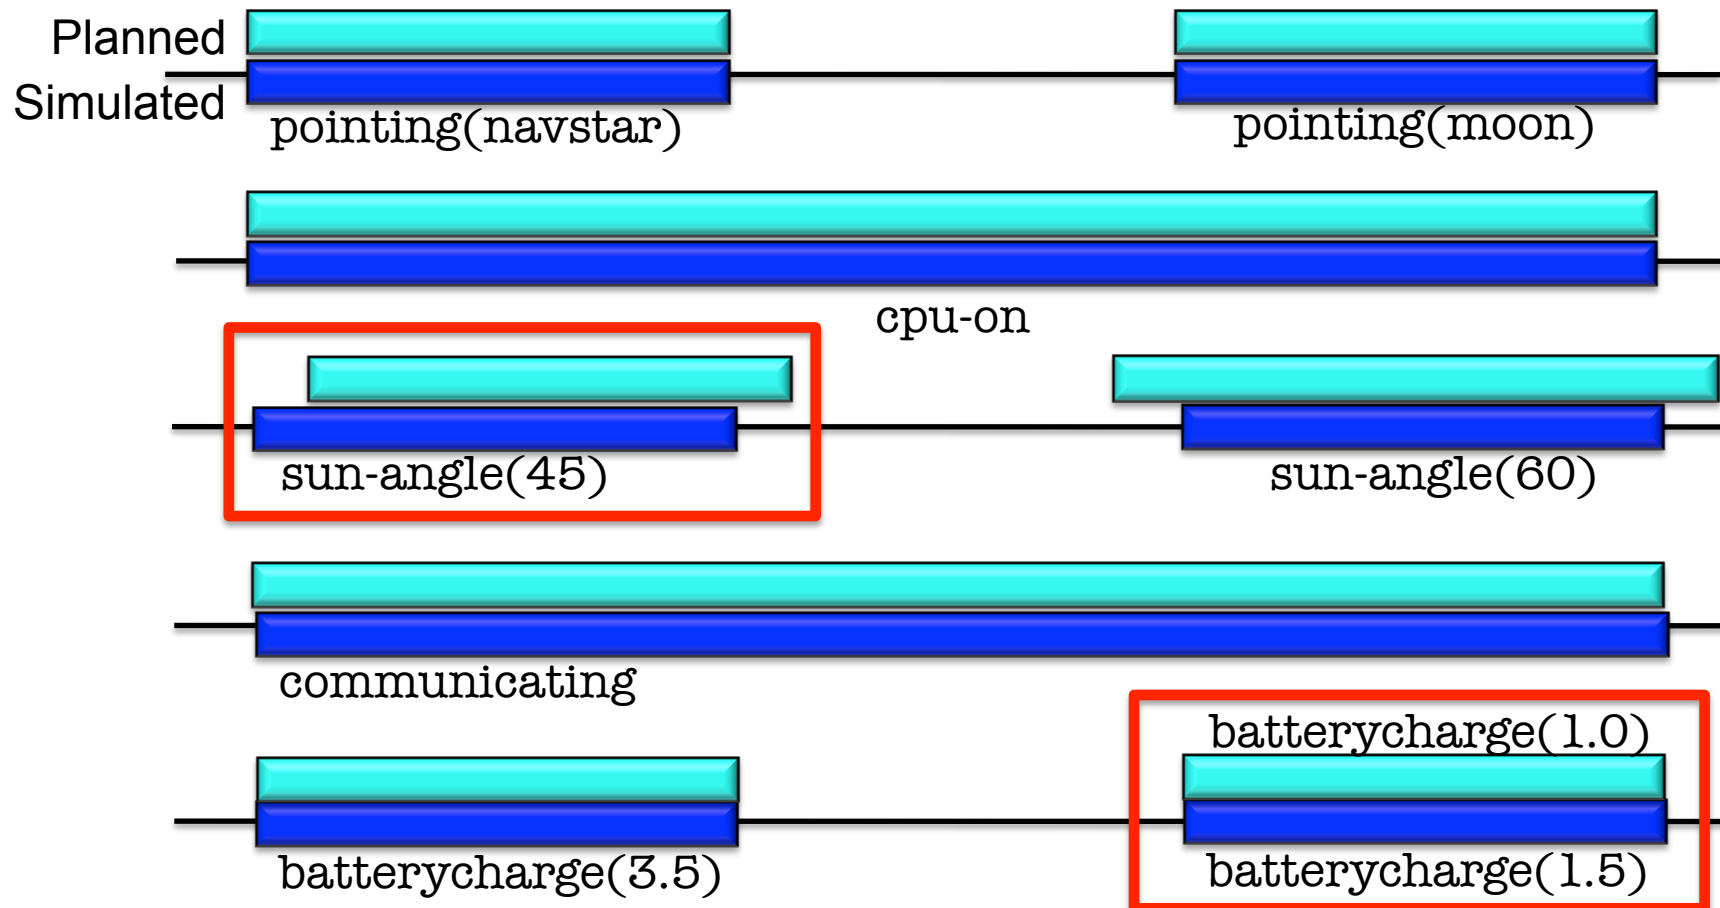 Planned
Simulated
pointing(navstar)
pointing(moon)
cpu-on
sun-angle(45)
sun-angle(60)
communicating
batterycharge(1.0)
batterycharge(3.5)
batterycharge(1.5)